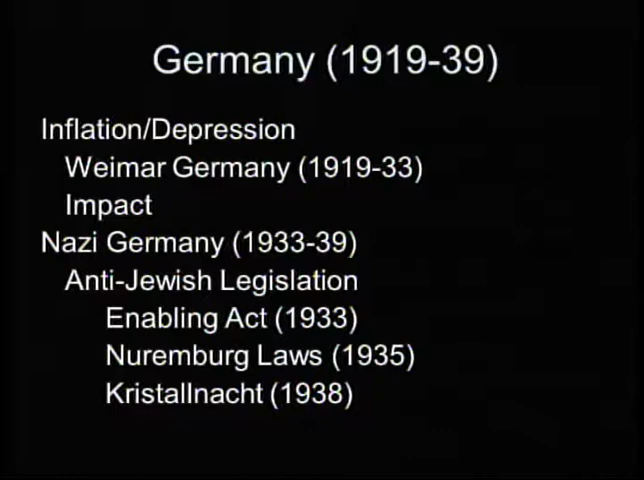 Germany (1919-39)
Inflation/Depression
Weimar Germany (1919-33)
Impact
Nazi Germany (1933-39)
Anti-Jewish Legislation
Enabling Act (1933)
Nuremburg Laws (1935)
Kristallnacht (1938)